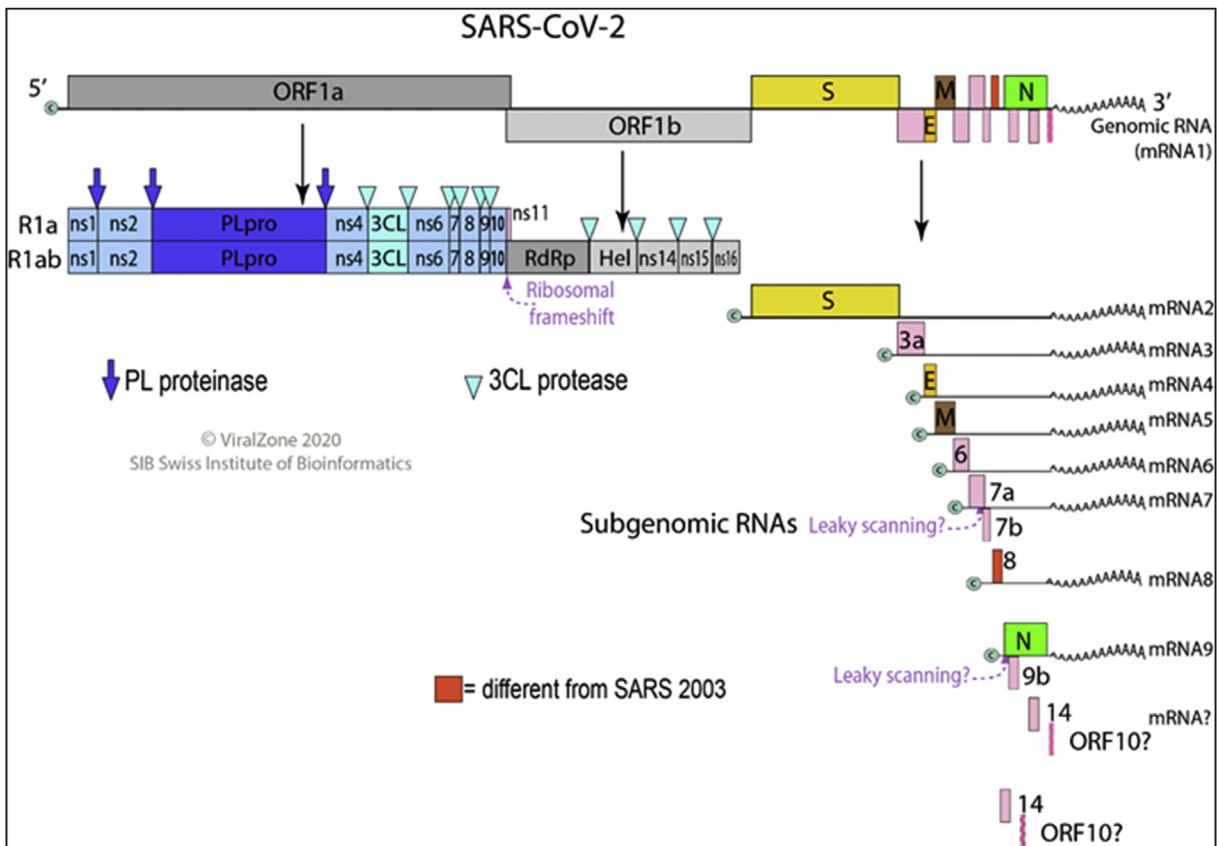 SARS-CoV-2
5’
ORF1a
S
M
N
3’
ORF1b
E
Genomic RNA
(mRNA1)
R1a
ns1
ns2
PLpro
ns4
3CL
ns6
7
8
9
10
ns11
R1ab
ns1
ns2
PLpro
ns4
3CL
ns6
7
8
9
10
RdRp
Hel
ns14
ns15
ns16
Ribosomal
frameshift
C
S
mRNA2
PL proteinase
3CL protease
C
3a
mRNA3
C
E
mRNA4
C
M
mRNA5
© ViralZone 2020
SIB Swiss Institute of Bioinformatics
C
6
mRNA6
Subgenomic RNAs
Leaky scanning?
C
7a
mRNA7
7b
C
8
mRNA8
C
N
mRNA9
Leaky scanning?
9b
= different from SARS 2003
14
mRNA?
ORF10?
14
ORF10?